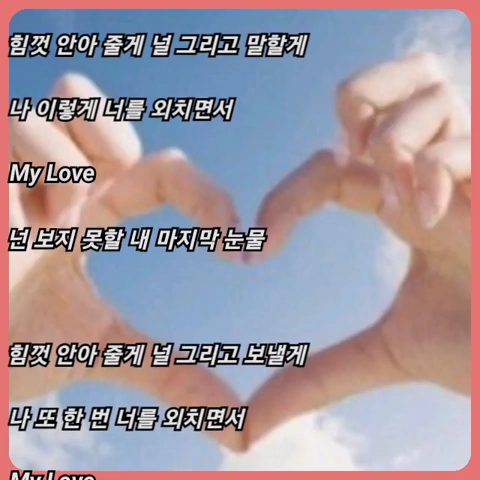 힘껏 안아 줄게 널 그리고 말할게
나 이렇게 너를 외치면서
My Love
넌 보지 못할 내 마지막 눈물
힘껏 안아 줄게 널 그리고 보낼게
나 또 한 번 너를 외치면서
My Love